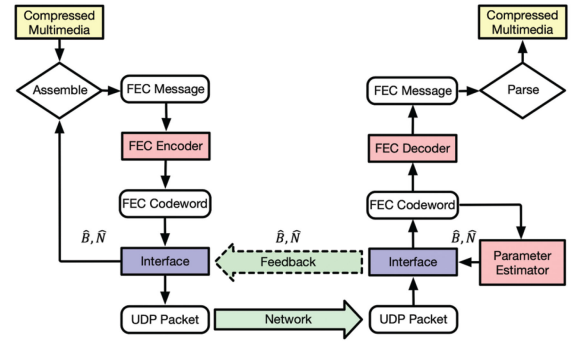 Compressed
Multimedia
Assemble
FEC Message
FEC Encoder
FEC Codeword
B̂, N̂
Interface
UDP Packet
B̂, N̂
Feedback
Network
Compressed
Multimedia
Parse
FEC Message
FEC Decoder
FEC Codeword
B̂, N̂
Interface
Parameter
Estimator
UDP Packet